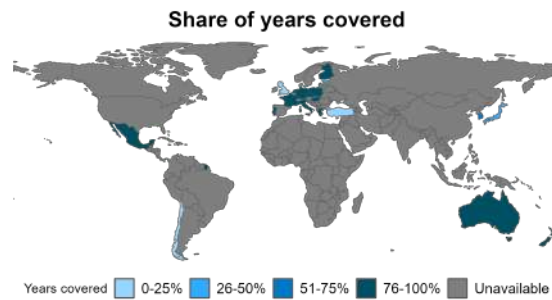 Share of years covered
Years covered 0-25% 26-50% 51-75% 76-100% Unavailable